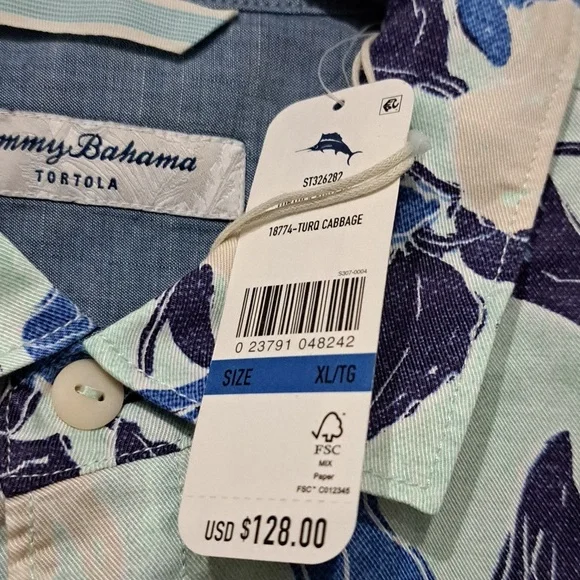 mmy Bahama
TORTOLA
ST326282
18774-TURQ CABBAGE
S307-0004
0 23791 048242
SIZE XL/TG
FSC
MIX
Paper
FSC™ C012345
USD $128.00